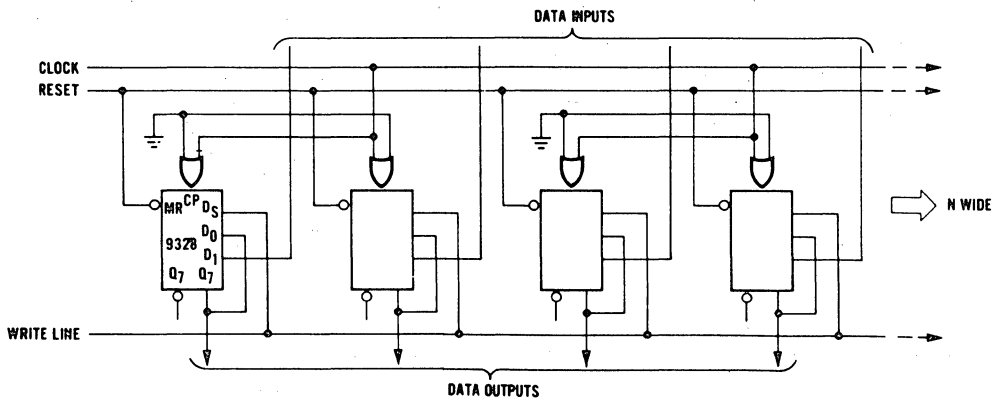 DATA INPUTS
CLOCK
RESET
MR CP DS
D0
9328
D1
Q7 Q7
N WIDE
WRITE LINE
DATA OUTPUTS